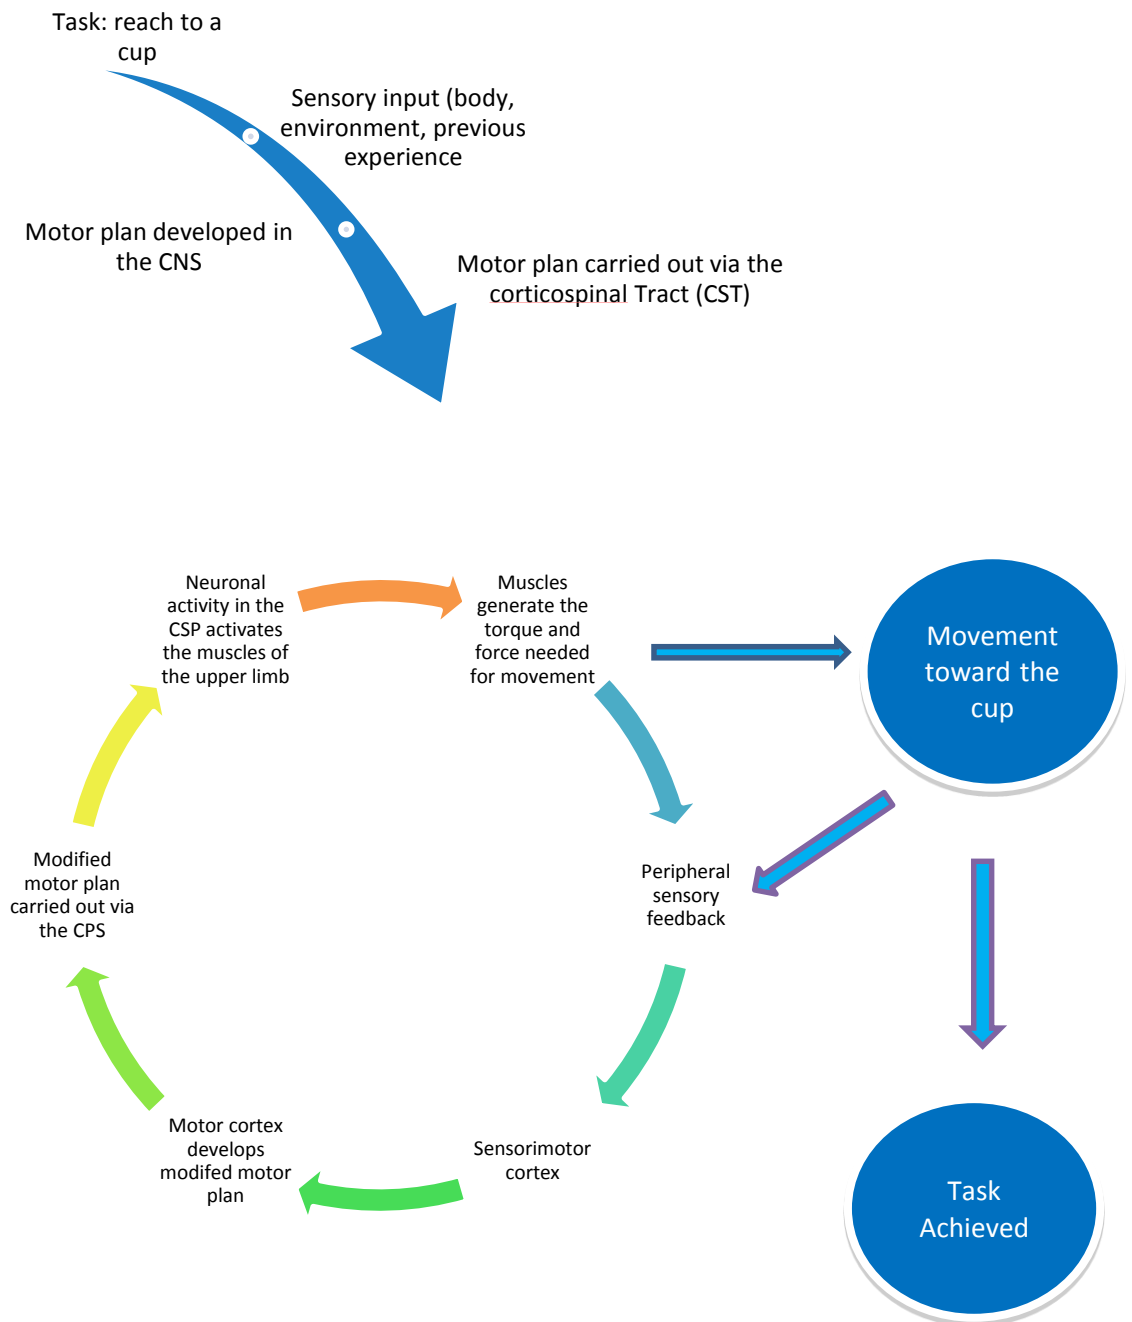 Task: reach to a
cup
Sensory input (body,
environment, previous
experience
Motor plan developed in
the CNS
Motor plan carried out via the
corticospinal Tract (CST)
Neuronal
activity in the
CSP activates
the muscles of
the upper limb
Muscles
generate the
torque and
force needed
for movement
Movement
toward the
cup
Peripheral
sensory
feedback
Modified
motor plan
carried out via
the CPS
Motor cortex
develops
modifed motor
plan
Sensorimotor
cortex
Task
Achieved